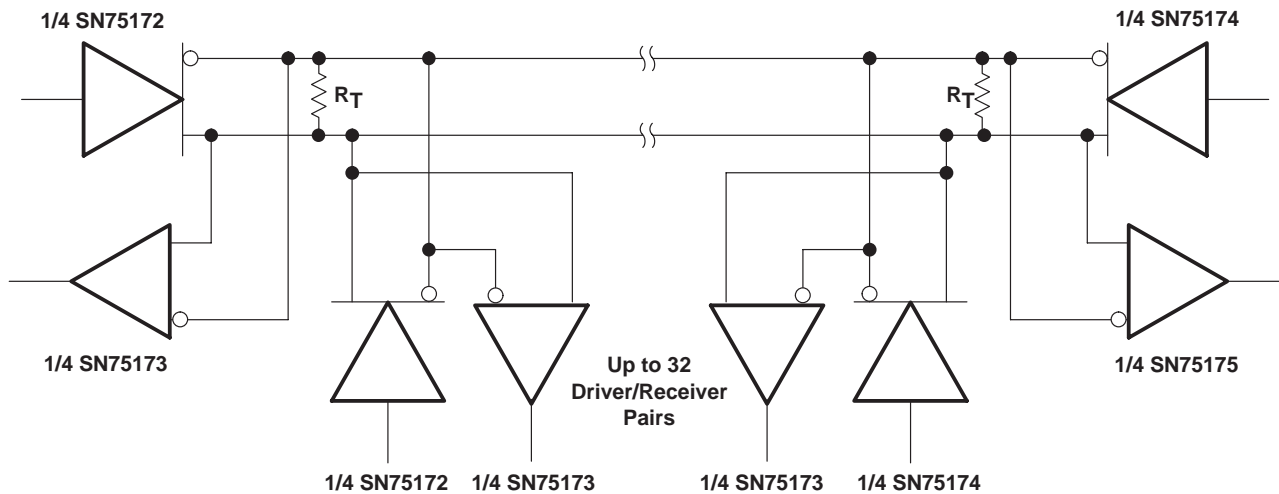 1/4 SN75172
1/4 SN75174
RT
RT
1/4 SN75173
Up to 32
Driver/Receiver
Pairs
1/4 SN75175
1/4 SN75172
1/4 SN75173
1/4 SN75173
1/4 SN75174